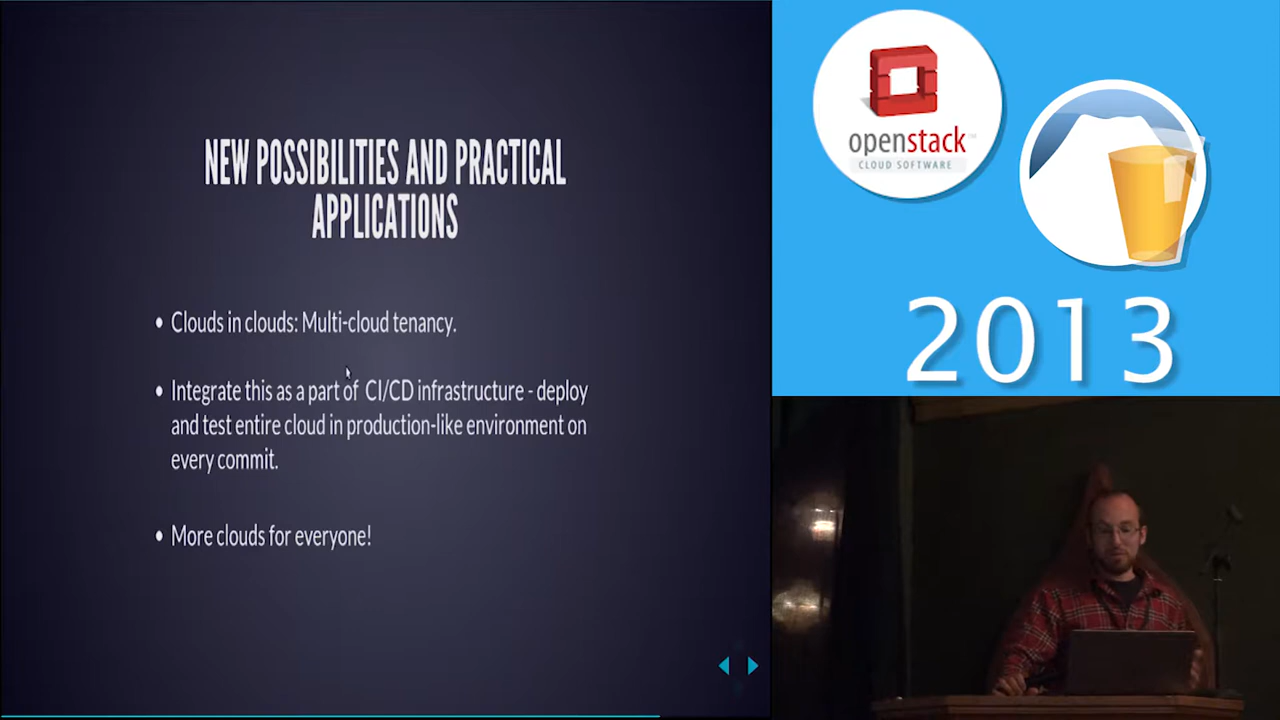 NEW POSSIBILITIES AND PRACTICAL
APPLICATIONS
• Clouds in clouds: Multi-cloud tenancy.
• Integrate this as a part of CI/CD infrastructure - deploy
and test entire cloud in production-like environment on
every commit.
• More clouds for everyone!
openstack
CLOUD SOFTWARE
2013